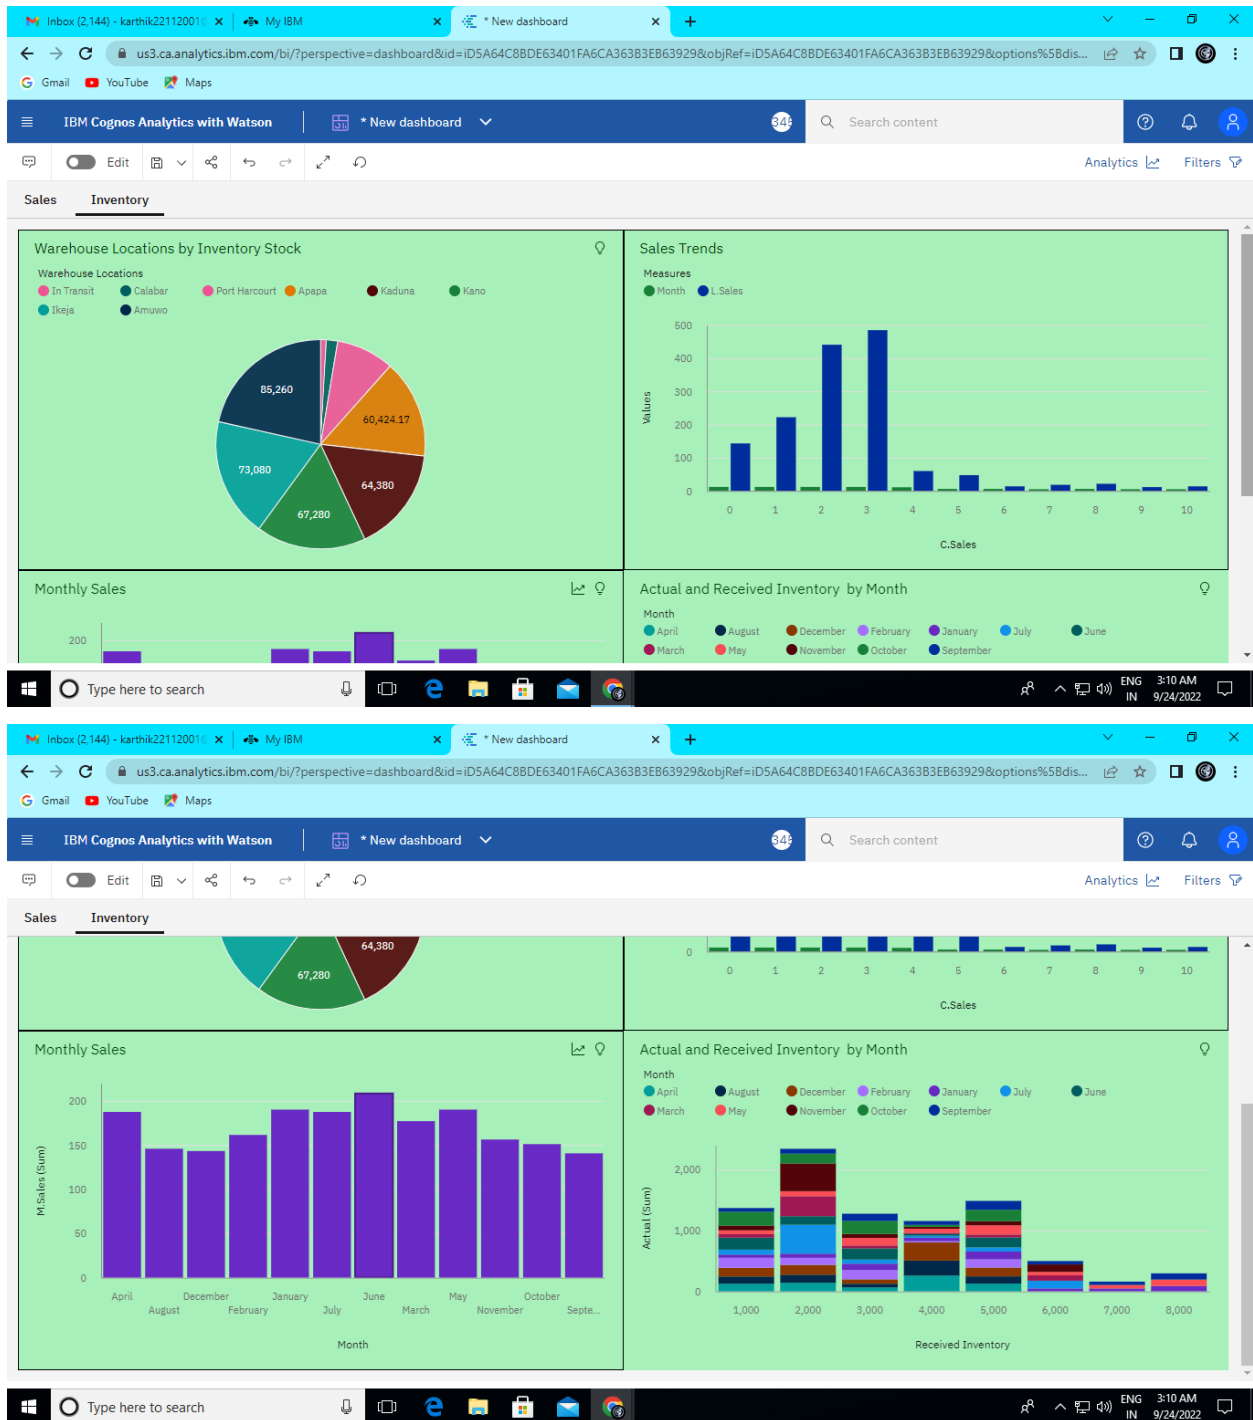 Inbox (2,144) - karthik22112001@
My IBM
* New dashboard
us3.ca.analytics.ibm.com/bi/?perspective=dashboard&id=iD5A64C8BDE63401FA6CA363B3EB63929&objRef=iD5A64C8BDE63401FA6CA363B3EB63929&options%5Bdis...
Gmail YouTube Maps
IBM Cognos Analytics with Watson * New dashboard Search content
Edit Analytics Filters
Sales Inventory
Warehouse Locations by Inventory Stock
Warehouse Locations
In Transit Calabar Port Harcourt Apapa Kaduna Kano
Ikeja Amuwo
85,260
60,424.17
73,080
64,380
67,280
Sales Trends
Measures
Month L.Sales
500
400
300
200
100
0
Values
0 1 2 3 4 5 6 7 8 9 10
C.Sales
Monthly Sales
200
Actual and Received Inventory by Month
Month
April August December February January July June
March May November October September
Type here to search
ENG 3:10 AM
IN 9/24/2022
Inbox (2,144) - karthik22112001@
My IBM
* New dashboard
us3.ca.analytics.ibm.com/bi/?perspective=dashboard&id=iD5A64C8BDE63401FA6CA363B3EB63929&objRef=iD5A64C8BDE63401FA6CA363B3EB63929&options%5Bdis...
Gmail YouTube Maps
IBM Cognos Analytics with Watson * New dashboard Search content
Edit Analytics Filters
Sales Inventory
64,380
67,280
0
0 1 2 3 4 5 6 7 8 9 10
C.Sales
Monthly Sales
200
150
100
50
0
M.Sales (Sum)
April December January June May October
August February July March November Septe...
Month
Actual and Received Inventory by Month
Month
April August December February January July June
March May November October September
2,000
1,000
0
Actual (Sum)
1,000 2,000 3,000 4,000 5,000 6,000 7,000 8,000
Received Inventory
Type here to search
ENG 3:10 AM
IN 9/24/2022